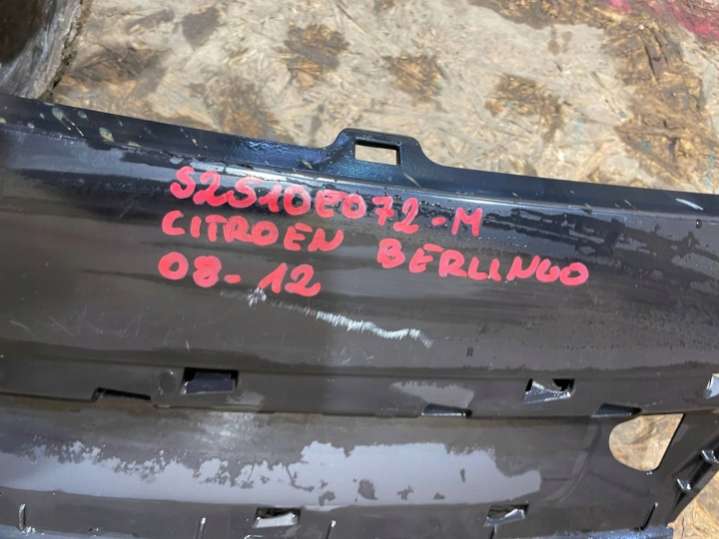 S2S10E072-M
CITROEN BERLINGO
08-12